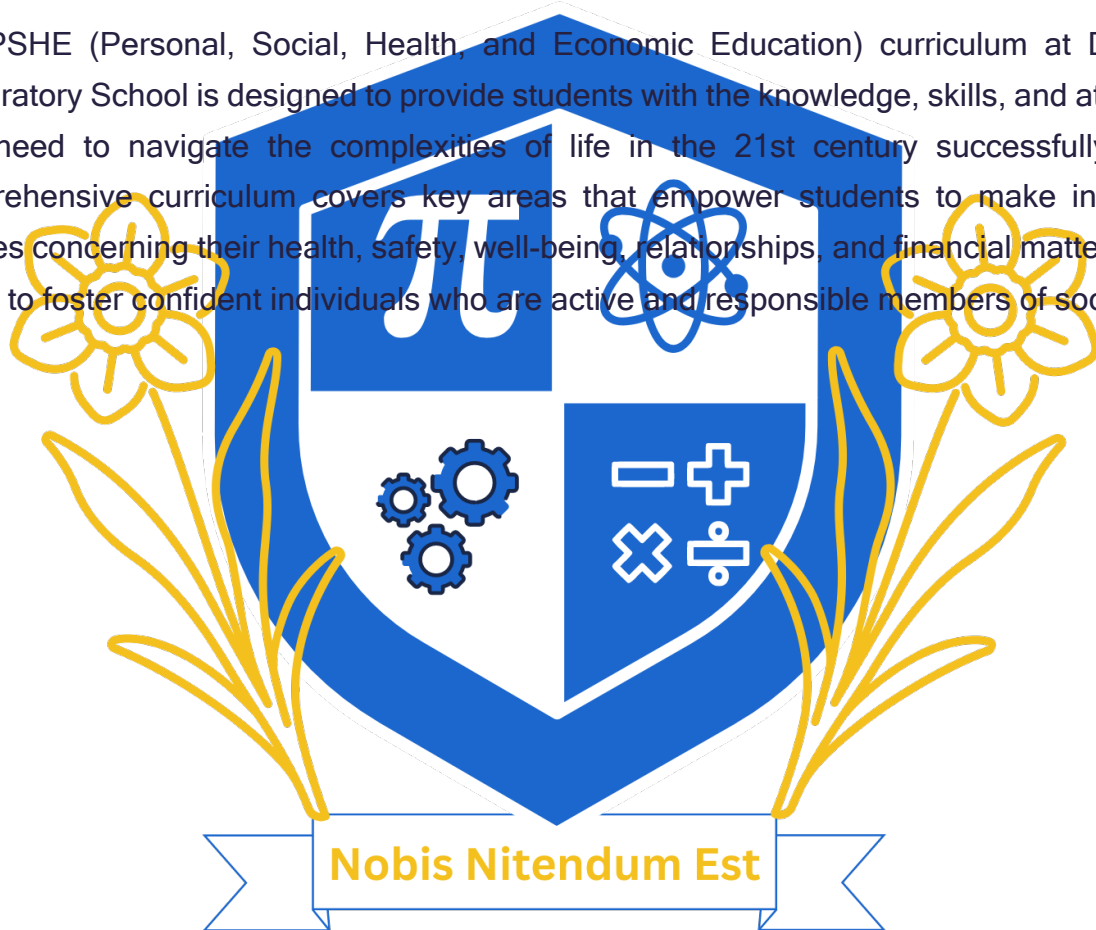 PSHE (Personal, Social, Health, and Economic Education) curriculum at D
ratory School is designed to provide students with the knowledge, skills, and at
need to navigate the complexities of life in the 21st century successfully
rehensive curriculum covers key areas that empower students to make in
es concerning their health, safety, well-being, relationships, and financial matte
to foster confident individuals who are active and responsible members of soc
π
Nobis Nitendum Est